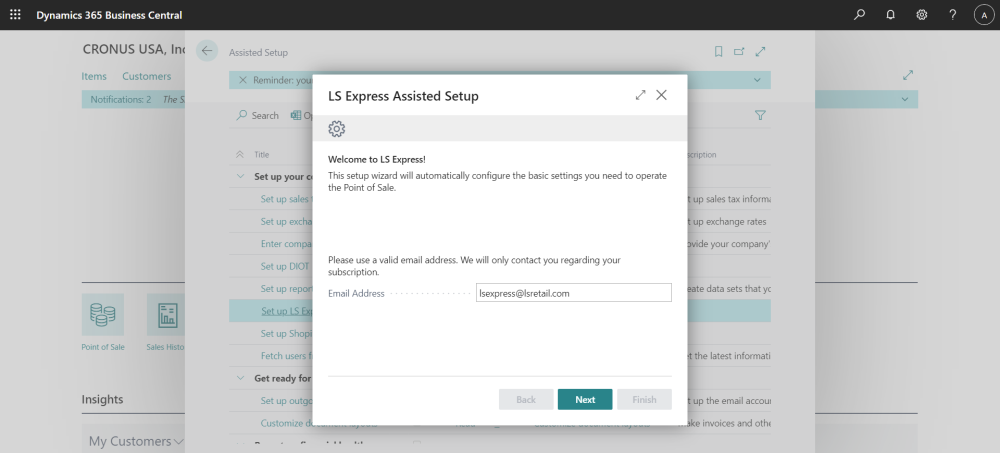 Dynamics 365 Business Central
?
A
CRONUS USA, Inc
Assisted Setup
Items Customers
Reminder: your
Notifications: 2 The S
LS Express Assisted Setup
Search Op
Title
scription
Welcome to LS Express!
This setup wizard will automatically configure the basic settings you need to operate
the Point of Sale.
Set up your co
Set up sales t
t up sales tax informa
Set up excha
t up exchange rates
Enter compa
ovide your company'
Set up DIOT
Please use a valid email address. We will only contact you regarding your
subscription.
Set up report
eate data sets that yo
Email Address lsexpress@lsretail.com
Set up LS Exp
Set up Shopi
Point of Sale
Sales Histo
Fetch users f
t the latest informati
Get ready for
Insights
Back Next Finish
Set up outgo
t up the email accou
Customize
make invoices and othe
My Customers